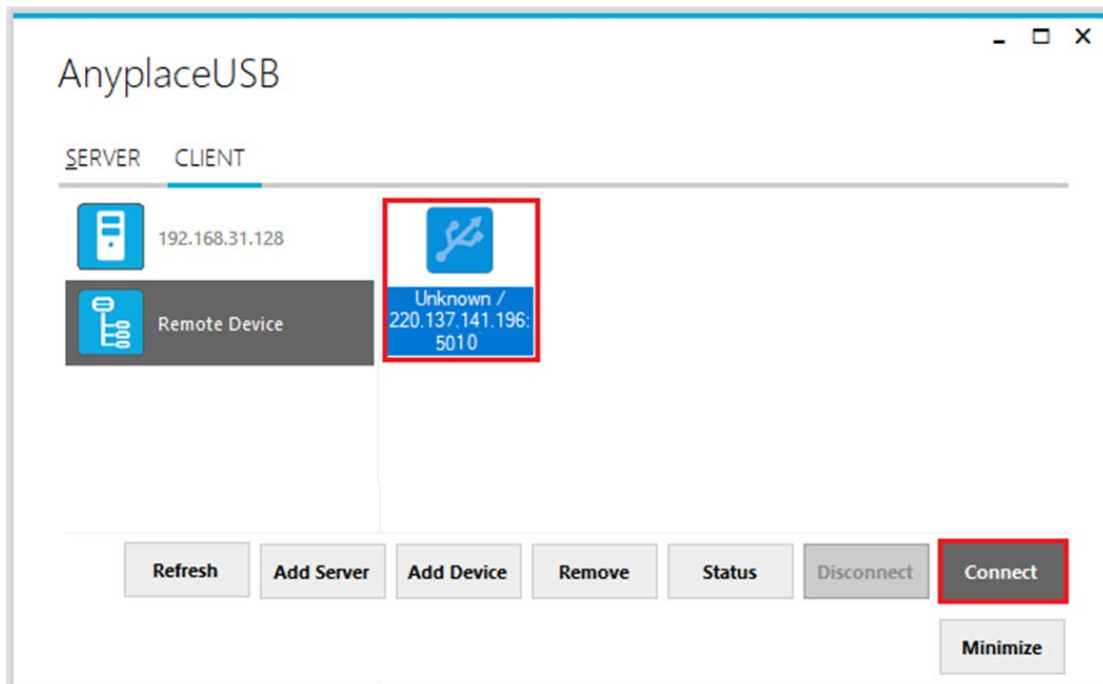 AnyplaceUSB
SERVER CLIENT
192.168.31.128
Remote Device
Unknown /
220.137.141.196:
5010
Refresh Add Server Add Device Remove Status Disconnect Connect
Minimize